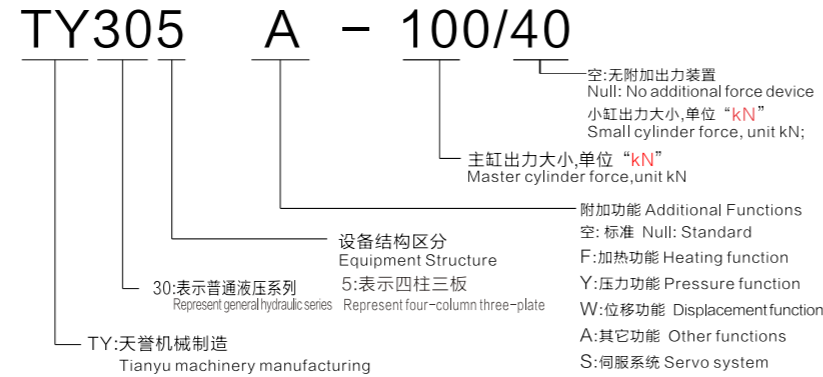 TY305 A - 100/40
空:无附加出力装置
Null: No additional force device
小缸出力大小,单位“kN”
Small cylinder force, unit kN;
主缸出力大小,单位“kN”
Master cylinder force,unit kN
附加功能 Additional Functions
空: 标准 Null: Standard
F:加热功能 Heating function
Y:压力功能 Pressure function
W:位移功能 Displacement function
A:其它功能 Other functions
S:伺服系统 Servo system
设备结构区分
Equipment Structure
5:表示四柱三板
Represent four-column three-plate
30:表示普通液压系列
Represent general hydraulic series
TY:天誉机械制造
Tianyu machinery manufacturing